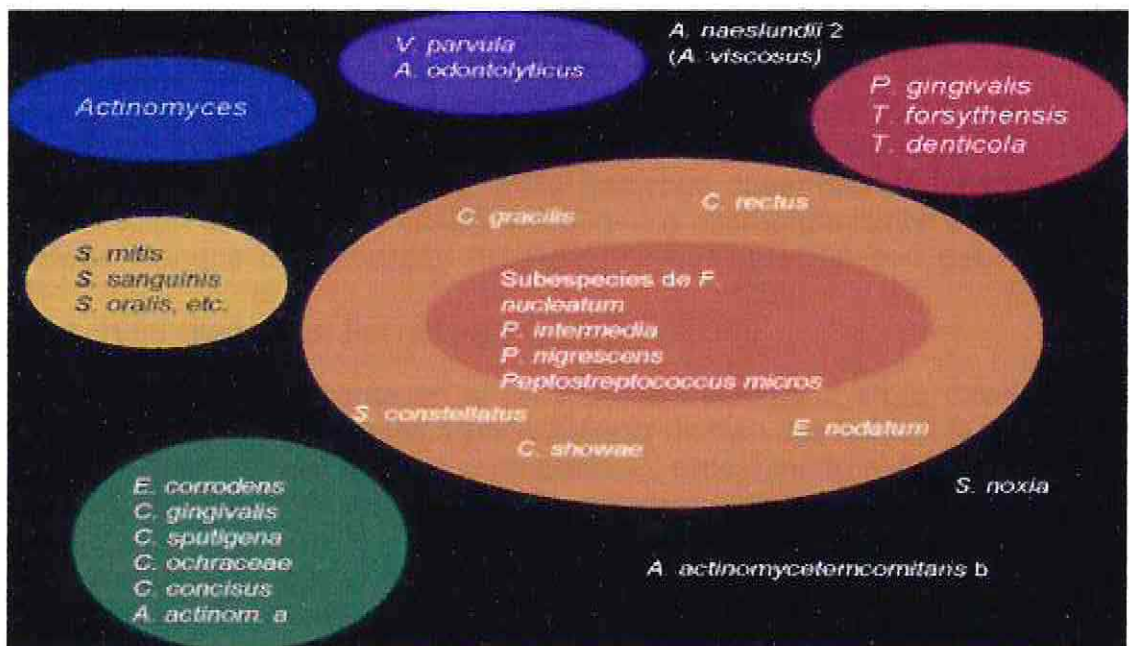 V. parvula
A. odontolyticus
A. naeslundii 2
(A. viscosus)
Actinomyces
P. gingivalis
T. forsythensis
T. denticola
C. gracilis
C. rectus
S. mitis
S. sanguinis
S. oralis, etc.
Subespecies de F.
nucleatum
P. intermedia
P. nigrescens
Peptostreptococcus micros
S. constellatus
C. showae
E. nodatum
E. corrodens
C. gingivalis
C. sputigena
C. ochraceae
C. concisus
A. actinom. a
S. noxia
A. actinomycetemcomitans b